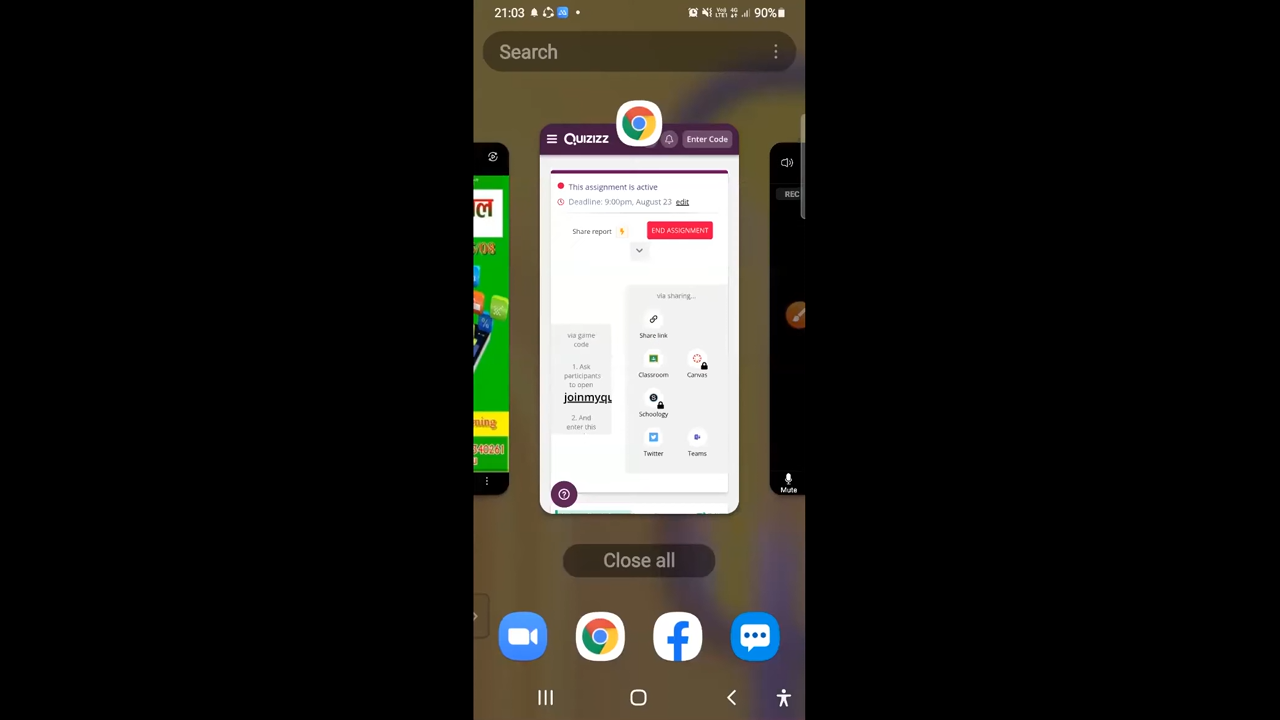 21:03
90%
Search
Quizizz
Enter Code
This assignment is active
Deadline: 9:00pm, August 23 edit
Share report
END ASSIGNMENT
via sharing...
Share link
Classroom
Canvas
Schoology
Twitter
Teams
via game
code
1. Ask
participants
to open
joinmyqu
2. And
enter this
REC
Mute
Close all